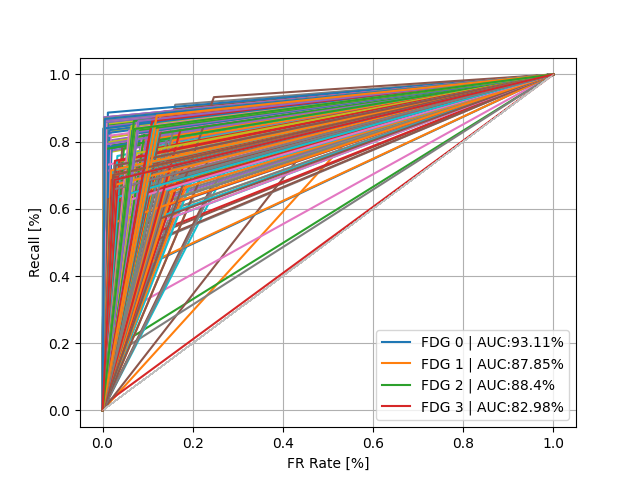 1.0
0.8
0.6
0.4
0.2
0.0
Recall [%]
0.0 0.2 0.4 0.6 0.8 1.0
FR Rate [%]
FDG 0 | AUC:93.11%
FDG 1 | AUC:87.85%
FDG 2 | AUC:88.4%
FDG 3 | AUC:82.98%